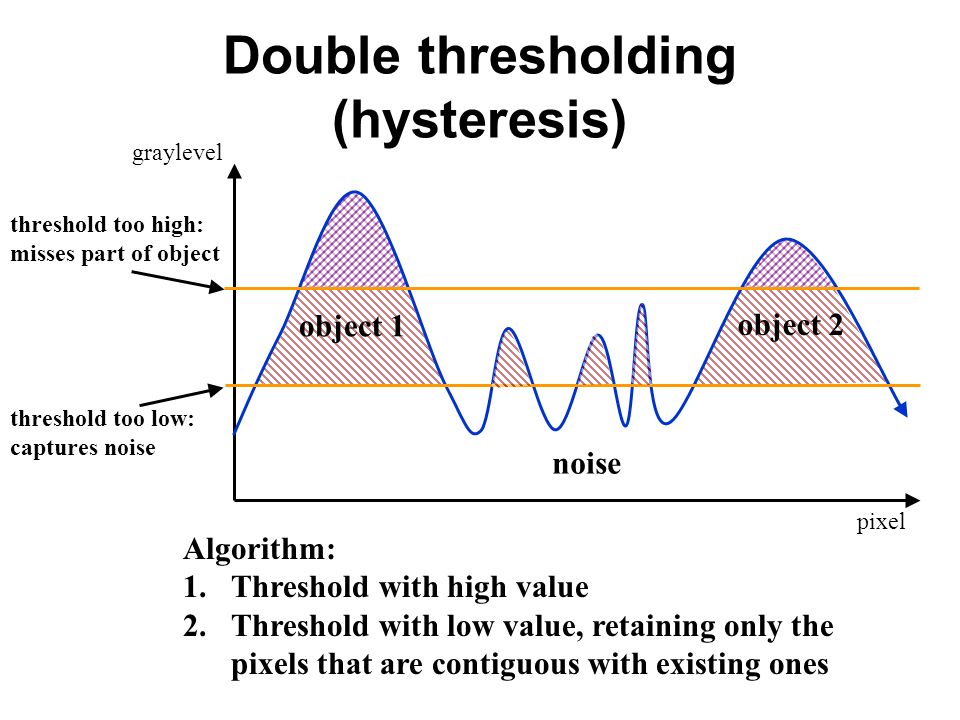 Double thresholding
(hysteresis)
graylevel
threshold too high:
misses part of object
object 1
object 2
threshold too low:
captures noise
noise
pixel
Algorithm:
1. Threshold with high value
2. Threshold with low value, retaining only the
pixels that are contiguous with existing ones